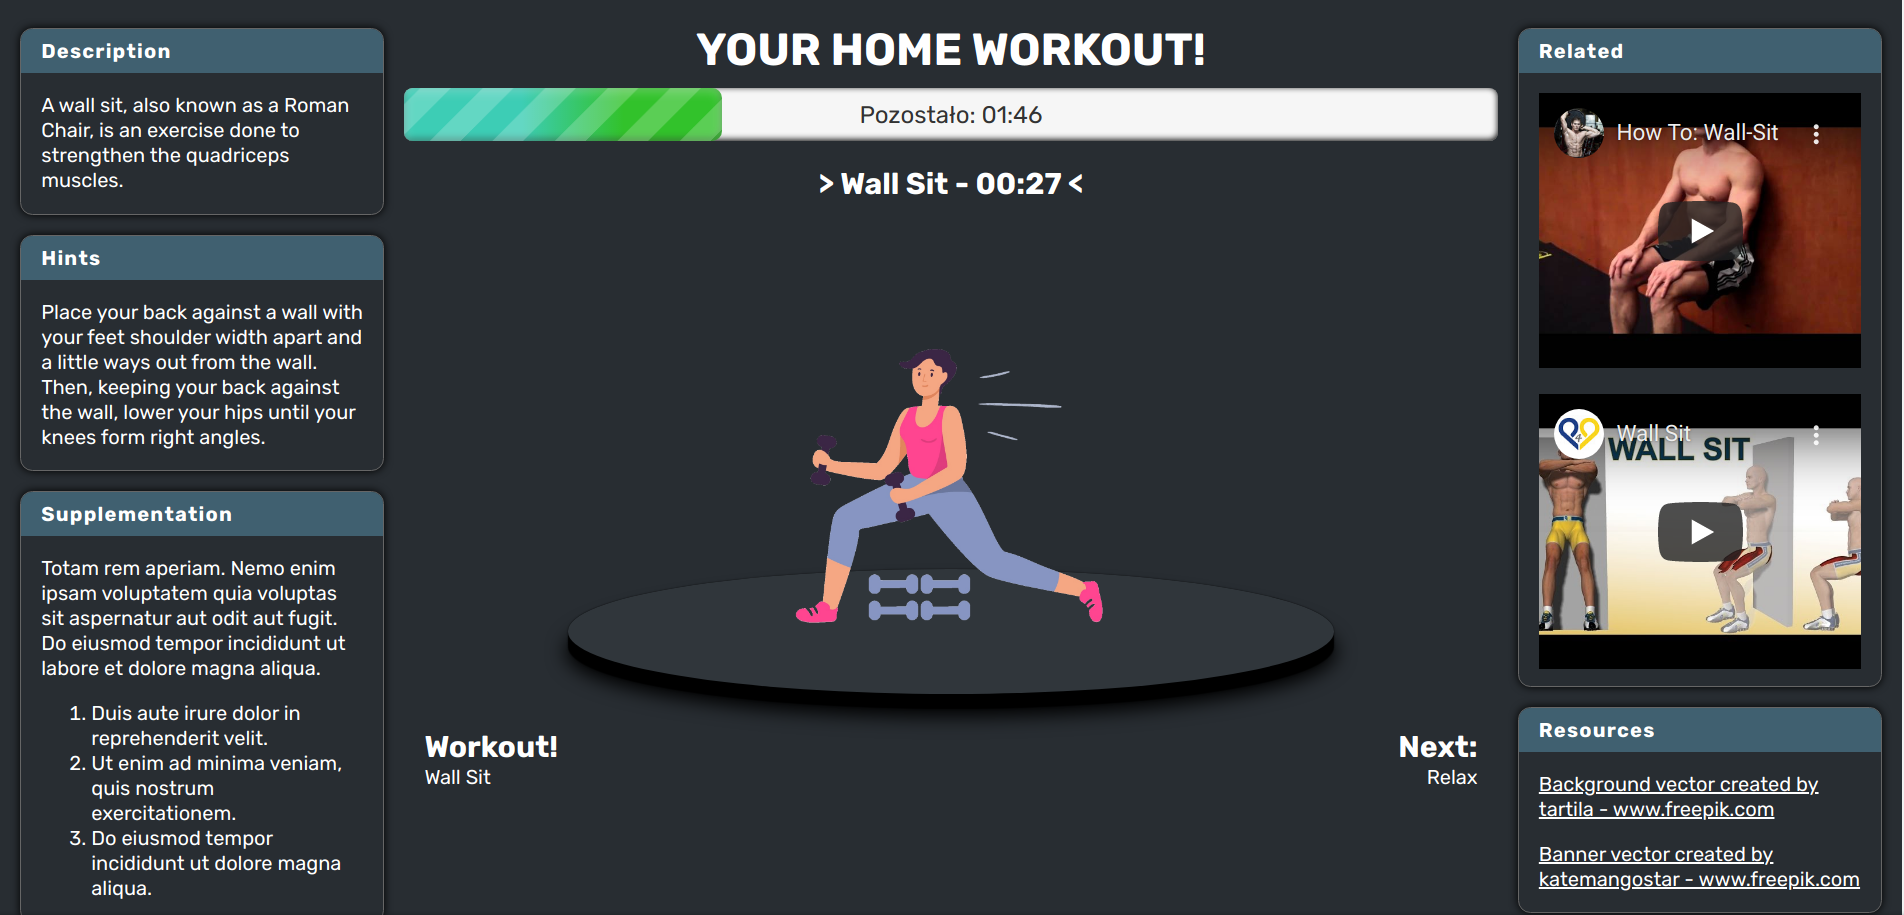 Description
A wall sit, also known as a Roman
Chair, is an exercise done to
strengthen the quadriceps
muscles.
Hints
Place your back against a wall with
your feet shoulder width apart and
a little ways out from the wall.
Then, keeping your back against
the wall, lower your hips until your
knees form right angles.
Supplementation
Totam rem aperiam. Nemo enim
ipsam voluptatem quia voluptas
sit aspernatur aut odit aut fugit.
Do eiusmod tempor incididunt ut
labore et dolore magna aliqua.
1. Duis aute irure dolor in
reprehenderit velit.
2. Ut enim ad minima veniam,
quis nostrum
exercitationem.
3. Do eiusmod tempor
incididunt ut dolore magna
aliqua.
YOUR HOME WORKOUT!
Pozostało: 01:46
> Wall Sit - 00:27 <
Workout!
Wall Sit
Next:
Relax
Related
How To: Wall-Sit
4
Wall Sit
WALL SIT
Resources
Background vector created by
tartila - www.freepik.com
Banner vector created by
katemangostar - www.freepik.com